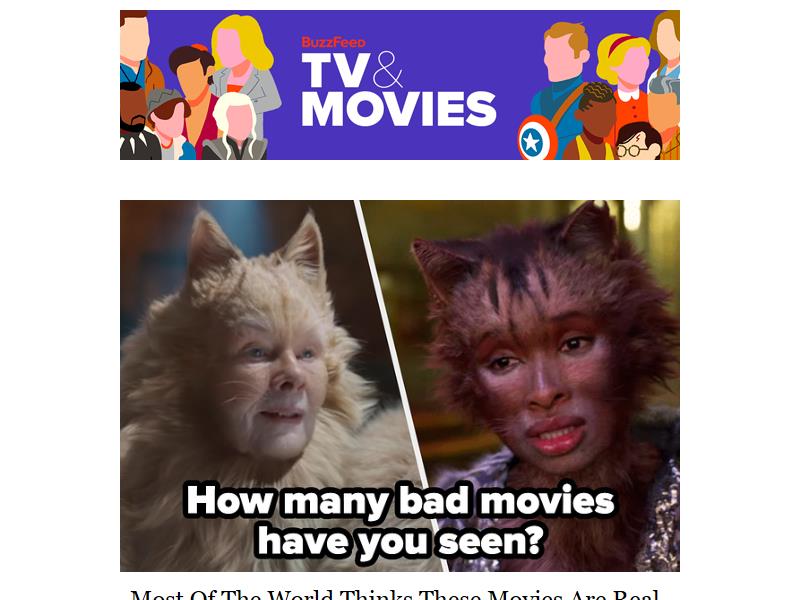 BuzzFeed
TV&
MOVIES
How many bad movies
have you seen?
Most Of The World Thinks These Movies Are Real